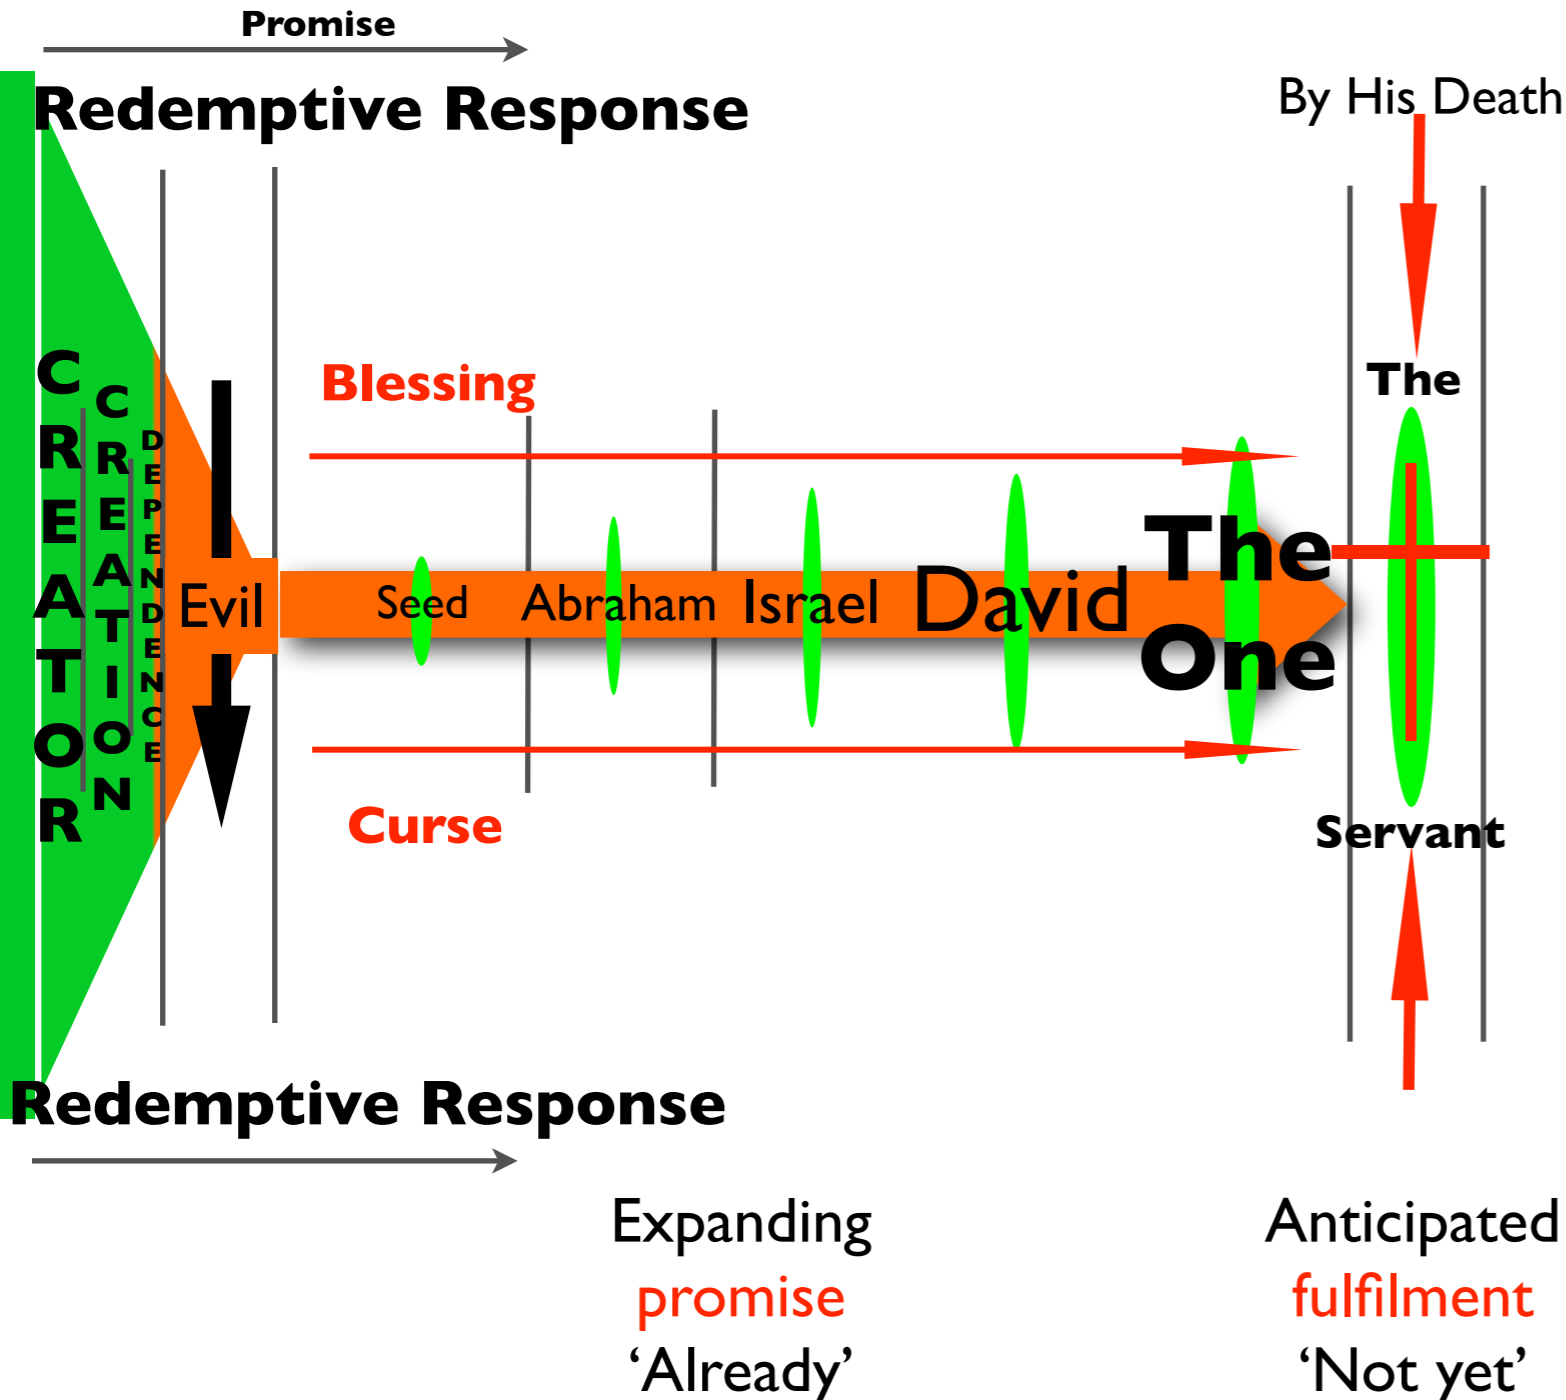 Promise
Redemptive Response
By His Death
CREATOR
CREATION
DEPENDENCE
Blessing
The
Evil
Seed
Abraham
Israel
David
The
One
Curse
Servant
Redemptive Response
Expanding
promise
‘Already’
Anticipated
fulfilment
‘Not yet’